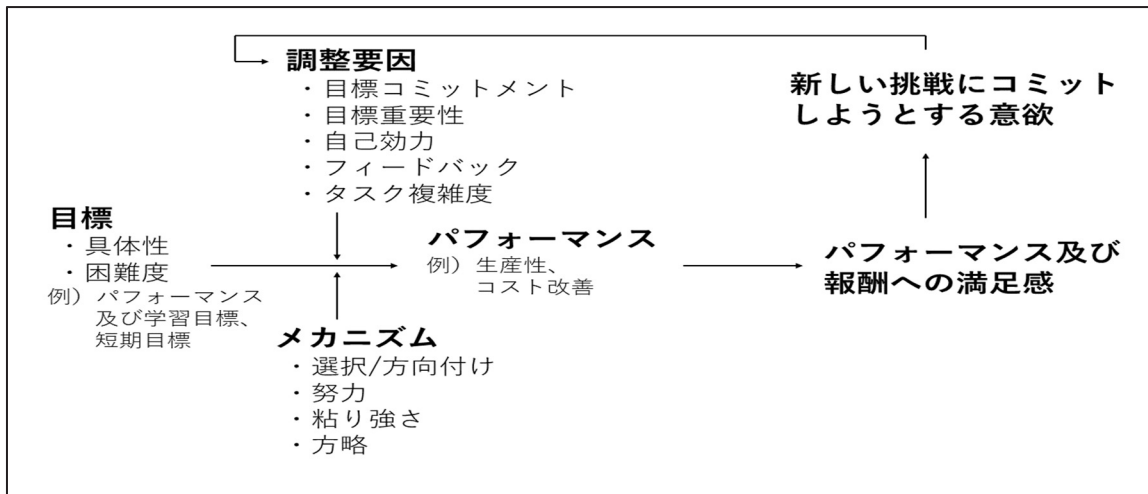 調整要因
・目標コミットメント
・目標重要性
・自己効力
・フィードバック
・タスク複雑度
目標
・具体性
・困難度
例）パフォーマンス
及び学習目標、
短期目標
メカニズム
・選択/方向付け
・努力
・粘り強さ
・方略
パフォーマンス
例）生産性、
コスト改善
パフォーマンス及び
報酬への満足感
新しい挑戦にコミット
しようとする意欲